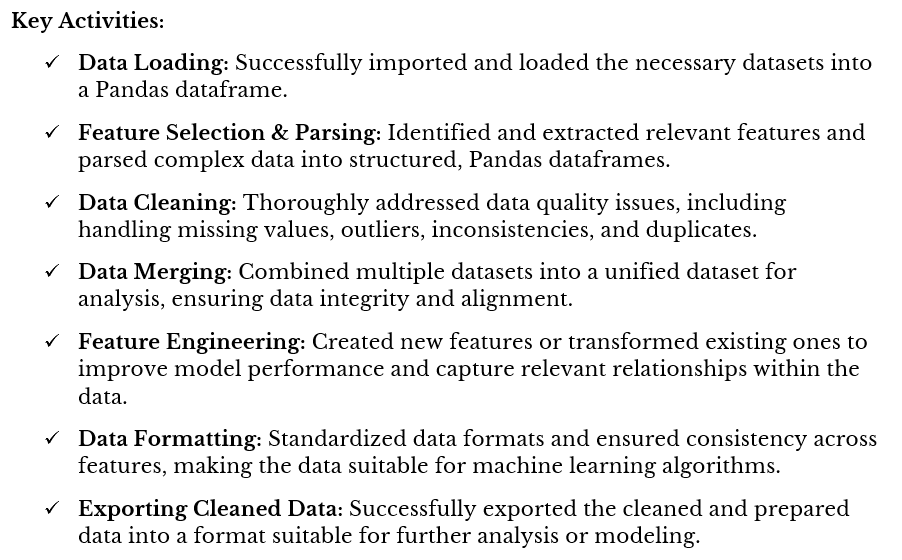 Key Activities:
✓ Data Loading: Successfully imported and loaded the necessary datasets into
a Pandas dataframe.
✓ Feature Selection & Parsing: Identified and extracted relevant features and
parsed complex data into structured, Pandas dataframes.
✓ Data Cleaning: Thoroughly addressed data quality issues, including
handling missing values, outliers, inconsistencies, and duplicates.
✓ Data Merging: Combined multiple datasets into a unified dataset for
analysis, ensuring data integrity and alignment.
✓ Feature Engineering: Created new features or transformed existing ones to
improve model performance and capture relevant relationships within the
data.
✓ Data Formatting: Standardized data formats and ensured consistency across
features, making the data suitable for machine learning algorithms.
✓ Exporting Cleaned Data: Successfully exported the cleaned and prepared
data into a format suitable for further analysis or modeling.